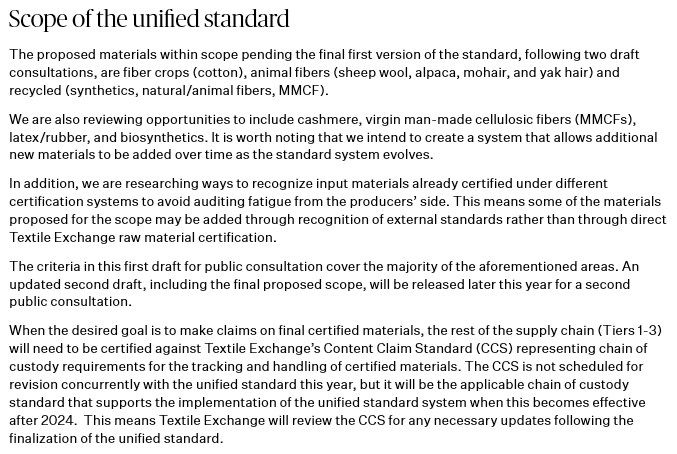 Scope of the unified standard
The proposed materials within scope pending the final first version of the standard, following two draft
consultations, are fiber crops (cotton), animal fibers (sheep wool, alpaca, mohair, and yak hair) and
recycled (synthetics, natural/animal fibers, MMCF).
We are also reviewing opportunities to include cashmere, virgin man-made cellulosic fibers (MMCFs),
latex/rubber, and biosynthetics. It is worth noting that we intend to create a system that allows additional
new materials to be added over time as the standard system evolves.
In addition, we are researching ways to recognize input materials already certified under different
certification systems to avoid auditing fatigue from the producers’ side. This means some of the materials
proposed for the scope may be added through recognition of external standards rather than through direct
Textile Exchange raw material certification.
The criteria in this first draft for public consultation cover the majority of the aforementioned areas. An
updated second draft, including the final proposed scope, will be released later this year for a second
public consultation.
When the desired goal is to make claims on final certified materials, the rest of the supply chain (Tiers 1-3)
will need to be certified against Textile Exchange’s Content Claim Standard (CCS) representing chain of
custody requirements for the tracking and handling of certified materials. The CCS is not scheduled for
revision concurrently with the unified standard this year, but it will be the applicable chain of custody
standard that supports the implementation of the unified standard system when this becomes effective
after 2024. This means Textile Exchange will review the CCS for any necessary updates following the
finalization of the unified standard.